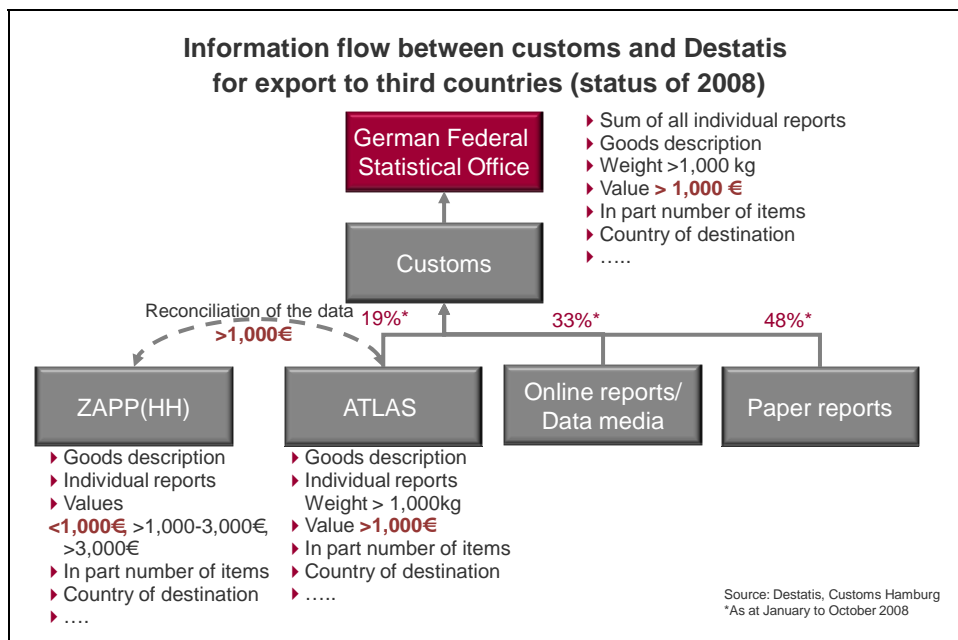 Information flow between customs and Destatis
for export to third countries (status of 2008)
German Federal
Statistical Office
Sum of all individual reports
Goods description
Weight >1,000 kg
Value > 1,000 €
In part number of items
Country of destination
…..
Customs
Reconciliation of the data
>1,000€
19%*
33%*
48%*
ZAPP(HH)
ATLAS
Online reports/
Data media
Paper reports
Goods description
Individual reports
Values
<1,000€, >1,000-3,000€,
>3,000€
In part number of items
Country of destination
….
Goods description
Individual reports
Weight > 1,000kg
Value >1,000€
In part number of items
Country of destination
…..
Source: Destatis, Customs Hamburg
*As at January to October 2008